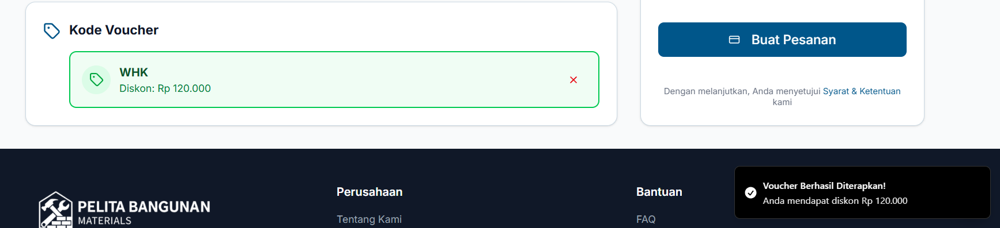 Kode Voucher
WHK
Diskon: Rp 120.000
Buat Pesanan
Dengan melanjutkan, Anda menyetujui Syarat & Ketentuan
kami
PELITA BANGUNAN
MATERIALS
Perusahaan
Tentang Kami
Bantuan
FAQ
Voucher Berhasil Diterapkan!
Anda mendapat diskon Rp 120.000